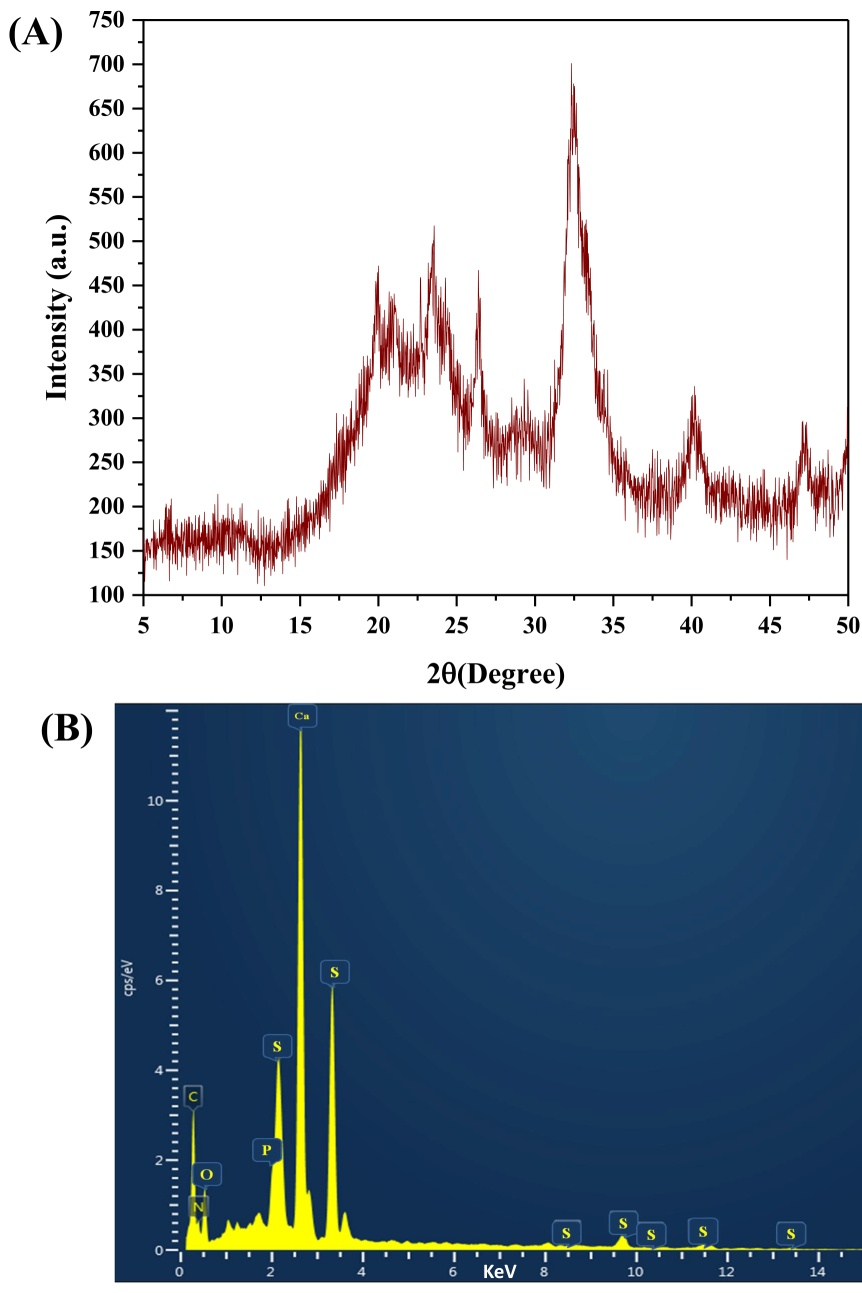 (A)
750
700
650
600
550
500
450
400
350
300
250
200
150
100
Intensity (a.u.)
5 10 15 20 25 30 35 40 45 50
2θ(Degree)
(B)
Ca
10
8
S
6
cps/eV
S
4
C
P
2
O
N
S S S S S
0
0 2 4 6 KeV 8 10 12 14